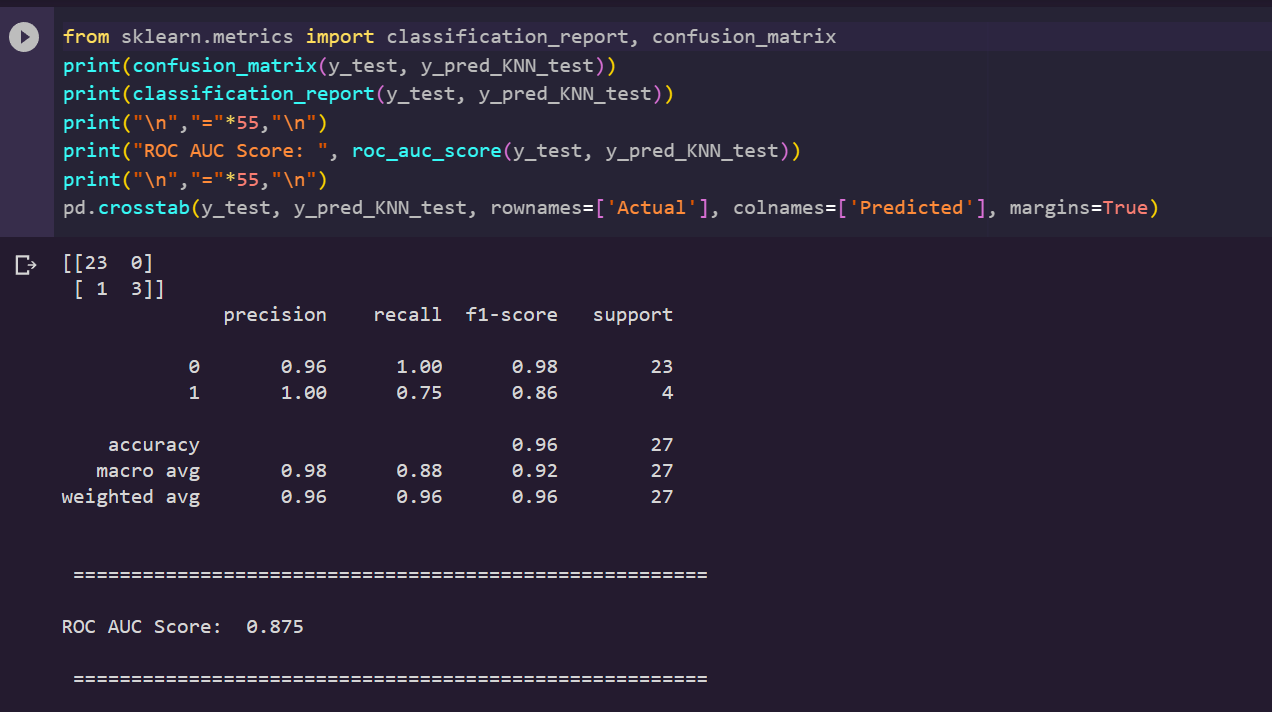 from sklearn.metrics import classification_report, confusion_matrix
print(confusion_matrix(y_test, y_pred_KNN_test))
print(classification_report(y_test, y_pred_KNN_test))
print("\n","="*55,"\n")
print("ROC AUC Score: ", roc_auc_score(y_test, y_pred_KNN_test))
print("\n","="*55,"\n")
pd.crosstab(y_test, y_pred_KNN_test, rownames=['Actual'], colnames=['Predicted'], margins=True)
[[23  0]
 [ 1  3]]
              precision    recall  f1-score   support
           0       0.96      1.00      0.98        23
           1       1.00      0.75      0.86         4
    accuracy                           0.96        27
   macro avg       0.98      0.88      0.92        27
weighted avg       0.96      0.96      0.96        27
 =======================================================
ROC AUC Score:  0.875
 =======================================================